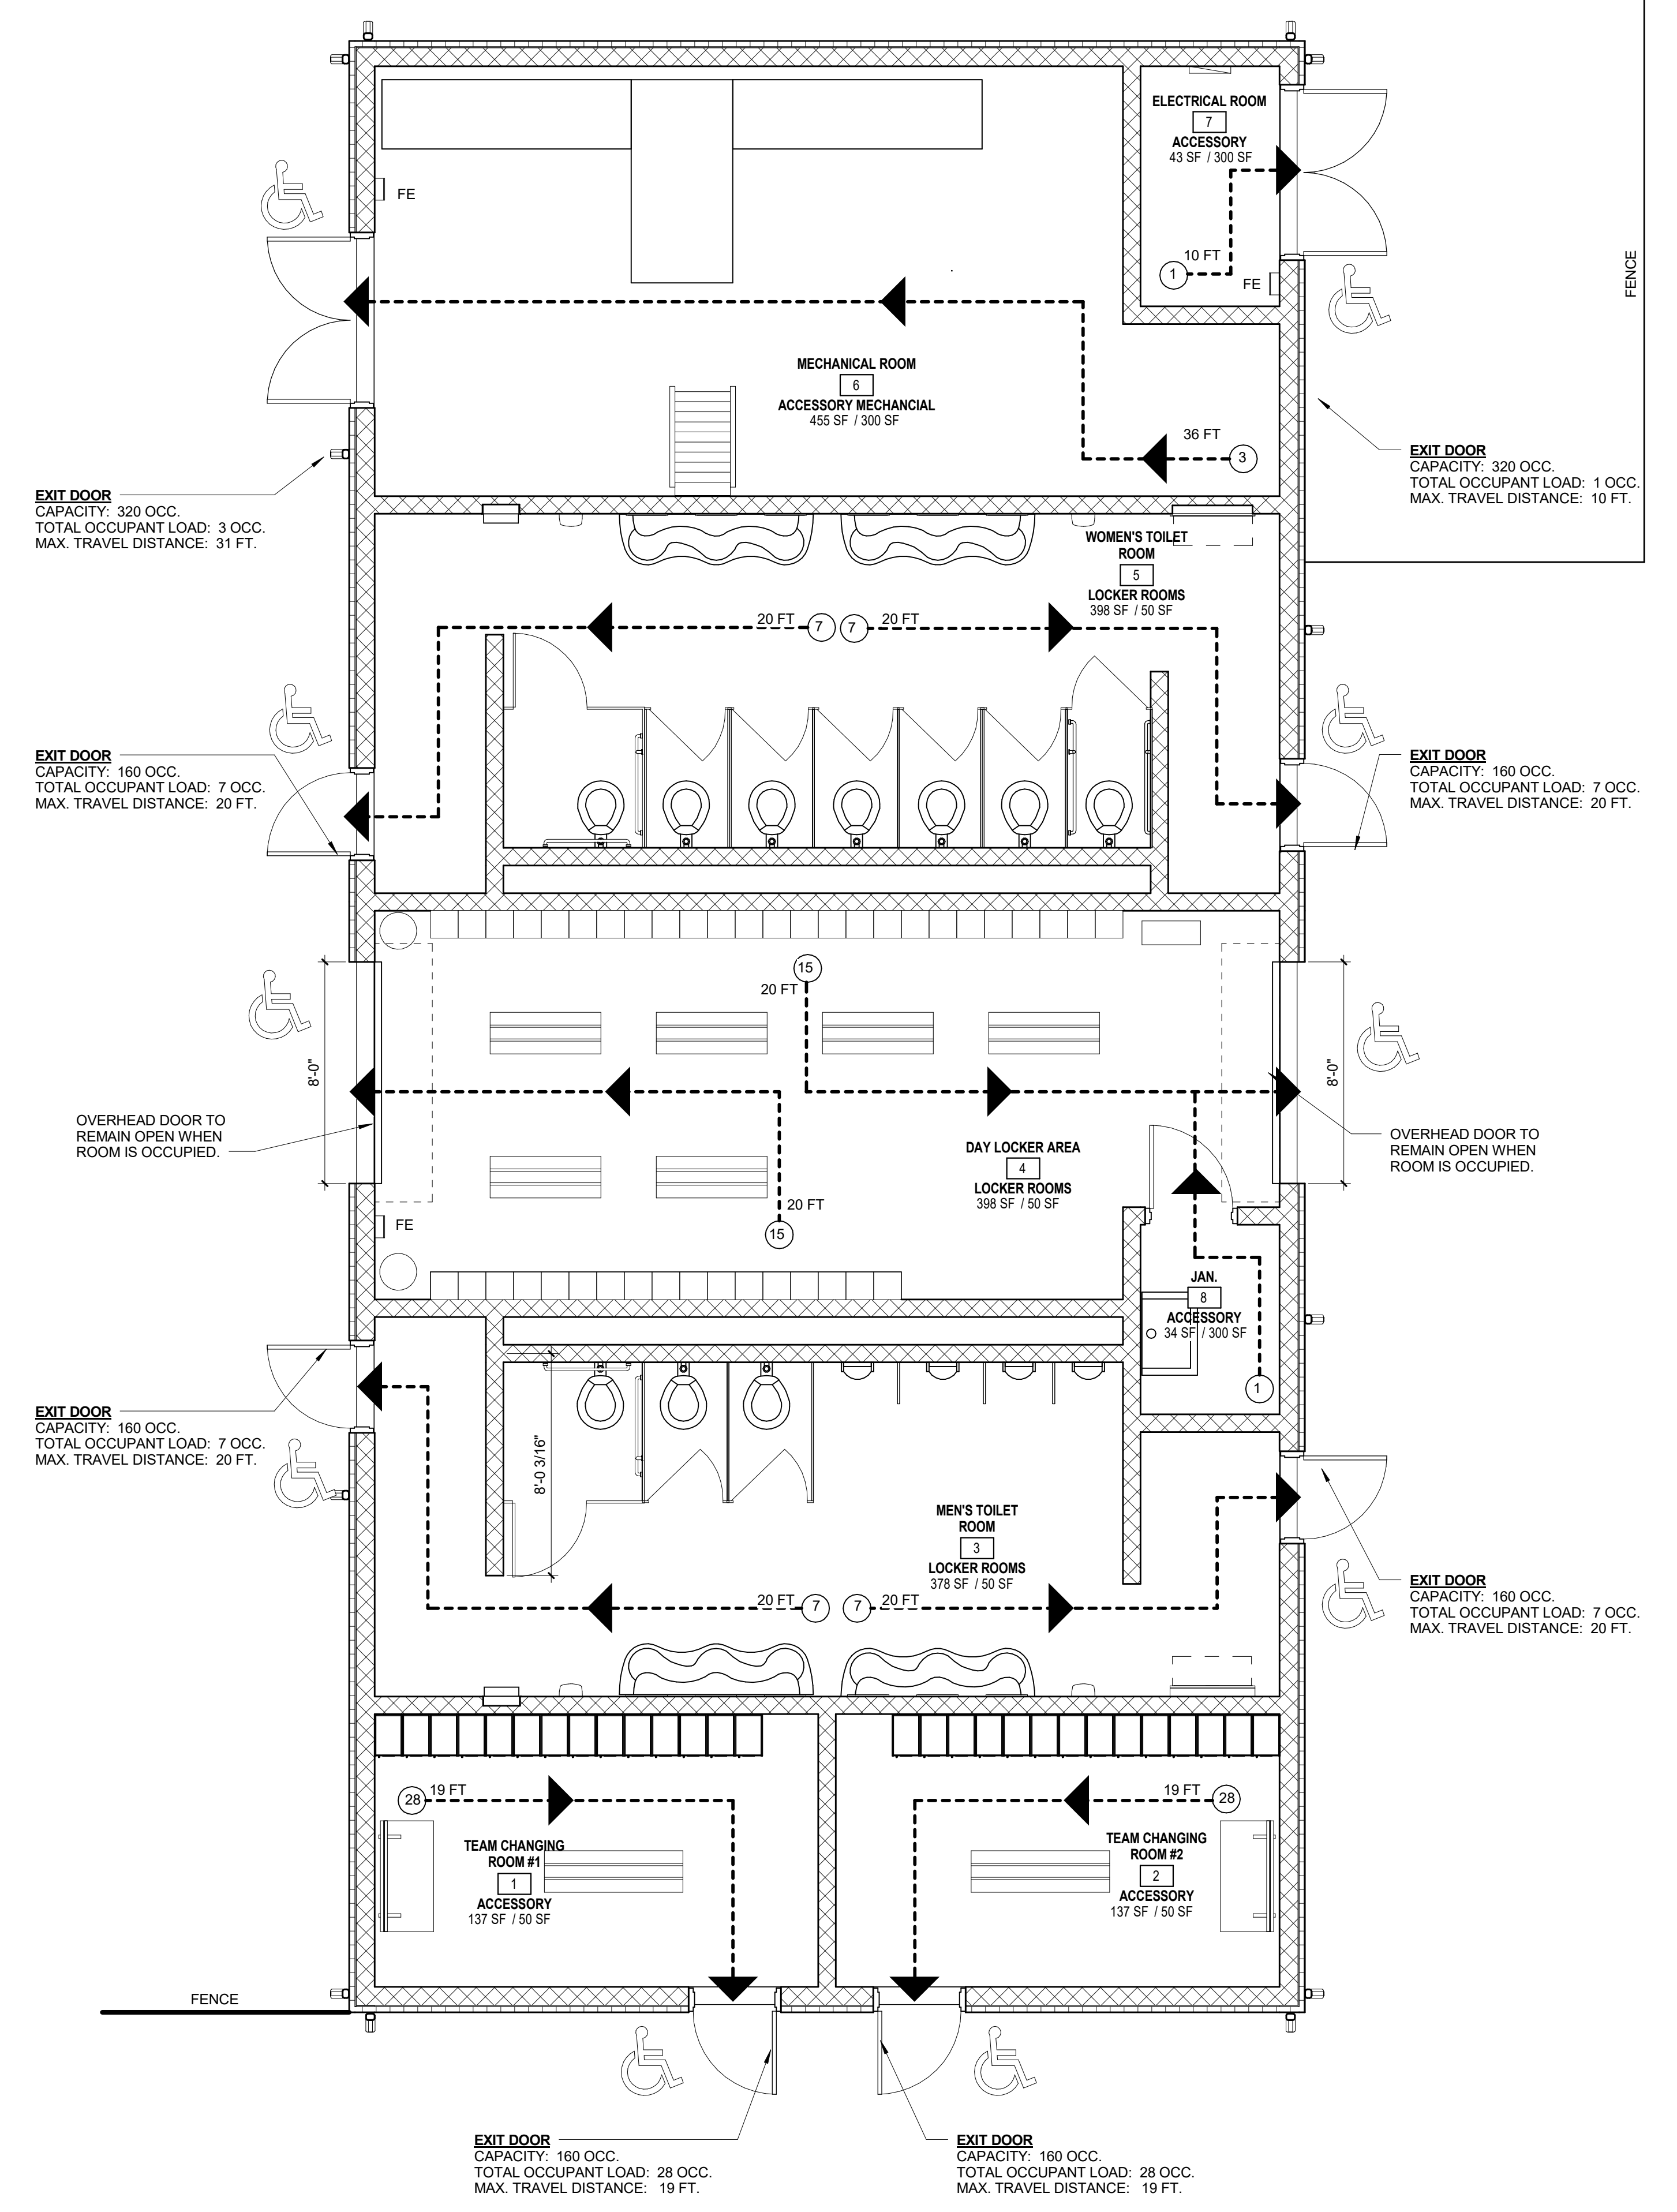 ELECTRICAL ROOM
7
ACCESSORY
43 SF / 300 SF
10 FT
1
FE
FENCE
FE
MECHANICAL ROOM
6
ACCESSORY MECHANCIAL
455 SF / 300 SF
36 FT
3
EXIT DOOR
CAPACITY: 320 OCC.
TOTAL OCCUPANT LOAD: 3 OCC.
MAX. TRAVEL DISTANCE: 31 FT.
EXIT DOOR
CAPACITY: 320 OCC.
TOTAL OCCUPANT LOAD: 1 OCC.
MAX. TRAVEL DISTANCE: 10 FT.
WOMEN'S TOILET
ROOM
5
LOCKER ROOMS
398 SF / 50 SF
20 FT
7
7
20 FT
EXIT DOOR
CAPACITY: 160 OCC.
TOTAL OCCUPANT LOAD: 7 OCC.
MAX. TRAVEL DISTANCE: 20 FT.
EXIT DOOR
CAPACITY: 160 OCC.
TOTAL OCCUPANT LOAD: 7 OCC.
MAX. TRAVEL DISTANCE: 20 FT.
15
20 FT
8'-0"
8'-0"
OVERHEAD DOOR TO
REMAIN OPEN WHEN
ROOM IS OCCUPIED.
OVERHEAD DOOR TO
REMAIN OPEN WHEN
ROOM IS OCCUPIED.
DAY LOCKER AREA
4
LOCKER ROOMS
398 SF / 50 SF
20 FT
15
FE
JAN.
8
ACCESSORY
34 SF / 300 SF
1
EXIT DOOR
CAPACITY: 160 OCC.
TOTAL OCCUPANT LOAD: 7 OCC.
MAX. TRAVEL DISTANCE: 20 FT.
8'-0 3/16"
MEN'S TOILET
ROOM
3
LOCKER ROOMS
378 SF / 50 SF
20 FT
7
7
20 FT
EXIT DOOR
CAPACITY: 160 OCC.
TOTAL OCCUPANT LOAD: 7 OCC.
MAX. TRAVEL DISTANCE: 20 FT.
28
19 FT
19 FT
28
TEAM CHANGING
ROOM #1
1
ACCESSORY
137 SF / 50 SF
TEAM CHANGING
ROOM #2
2
ACCESSORY
137 SF / 50 SF
FENCE
EXIT DOOR
CAPACITY: 160 OCC.
TOTAL OCCUPANT LOAD: 28 OCC.
MAX. TRAVEL DISTANCE: 19 FT.
EXIT DOOR
CAPACITY: 160 OCC.
TOTAL OCCUPANT LOAD: 28 OCC.
MAX. TRAVEL DISTANCE: 19 FT.